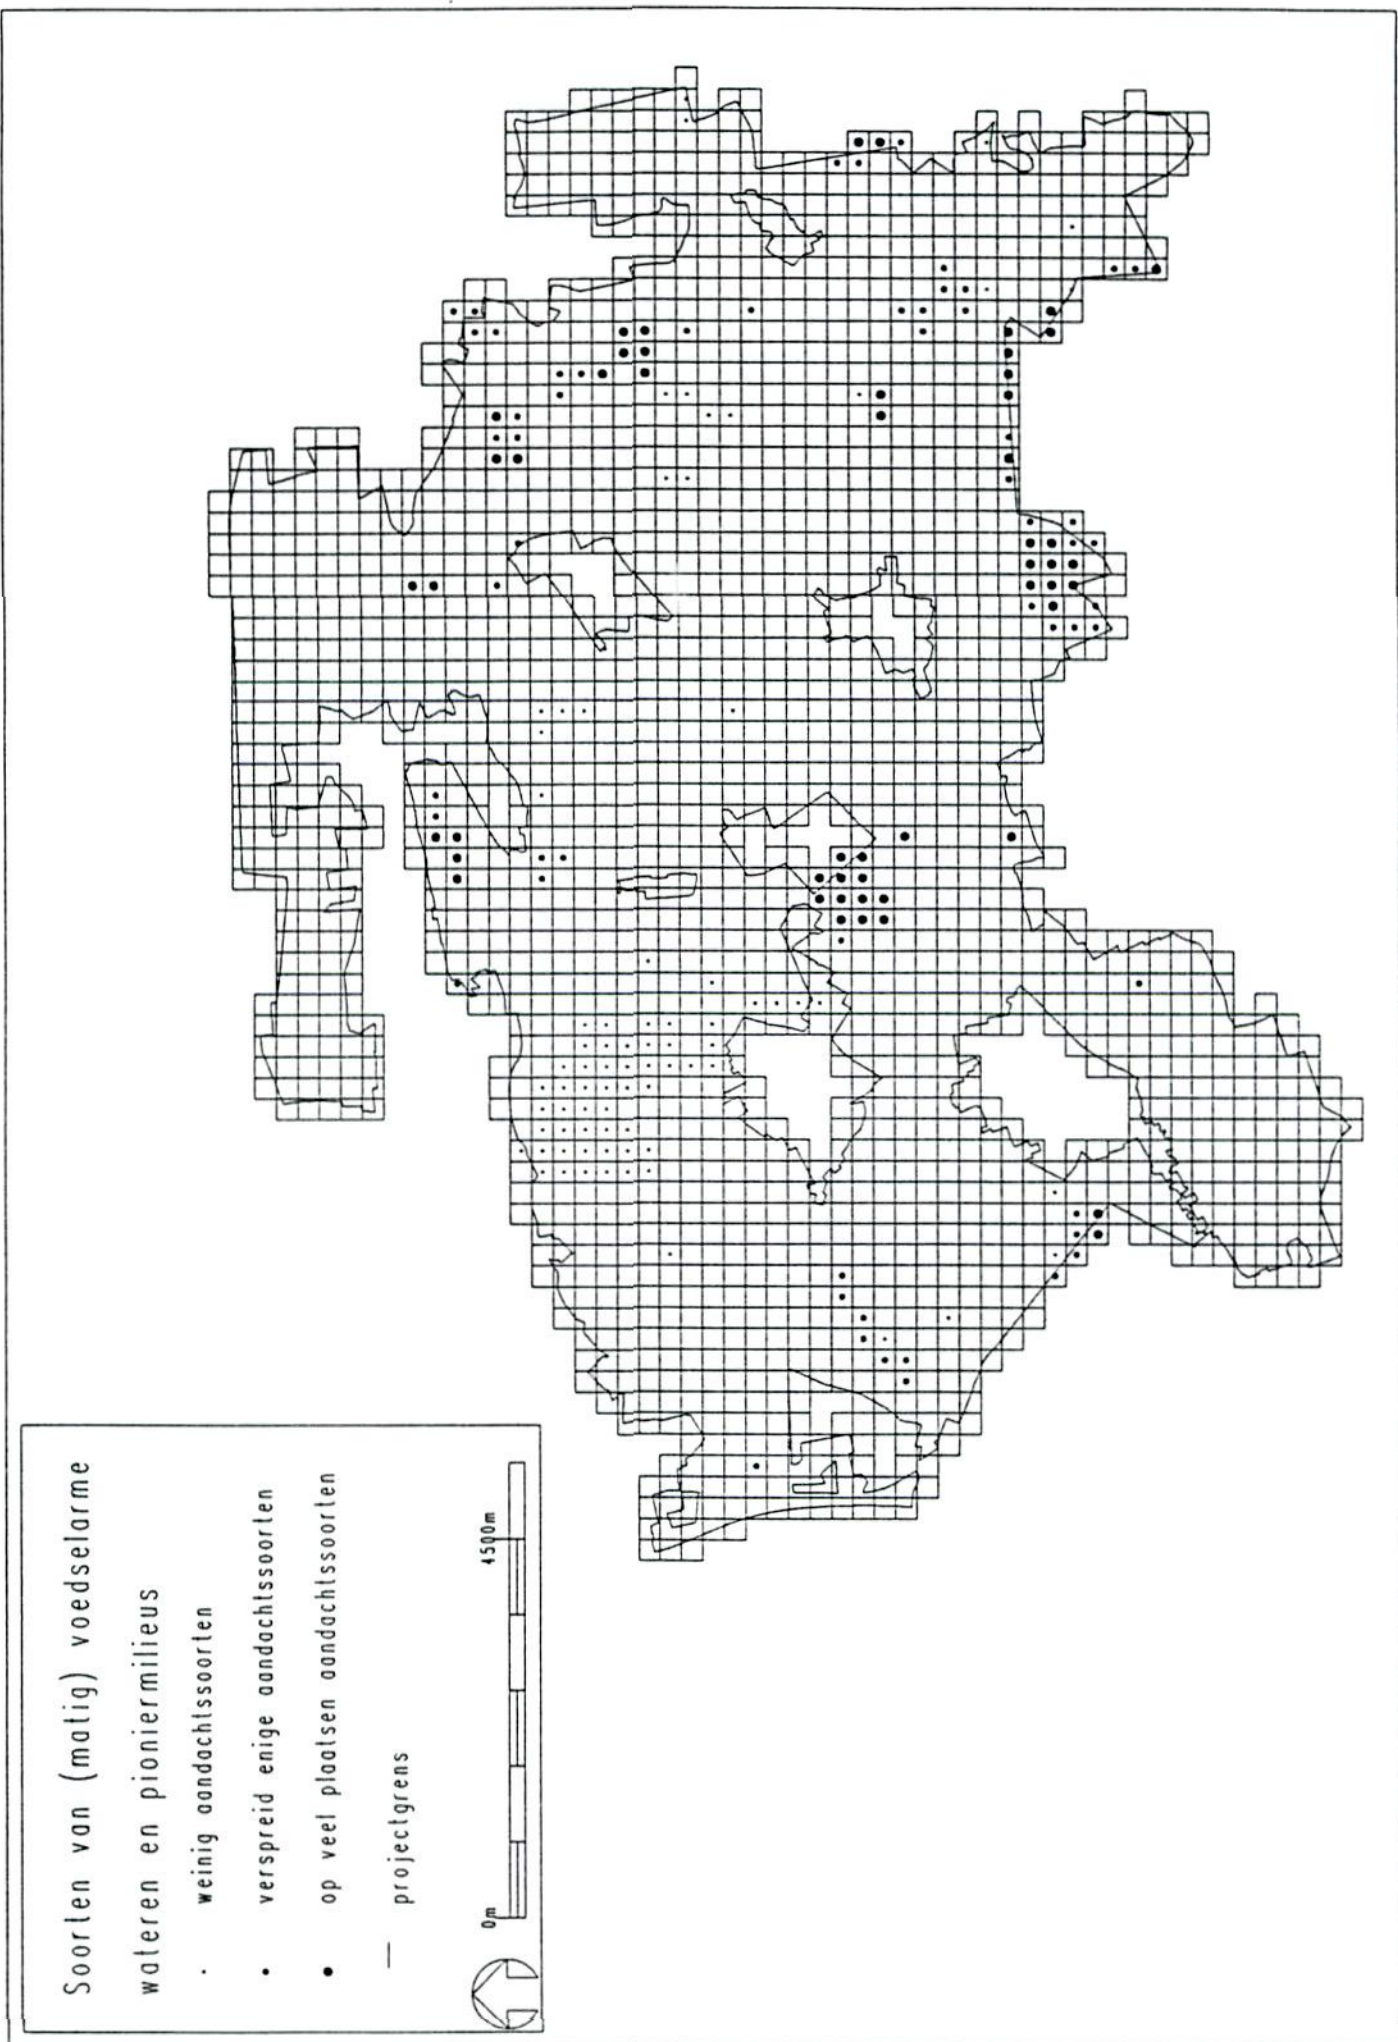 Soorten van (matig) voedselarme
wateren en pioniermilieus
weinig aandachtssoorten
verspreid enige aandachtssoorten
op veel plaatsen aandachtssoorten
projectgrens
0m 4500m